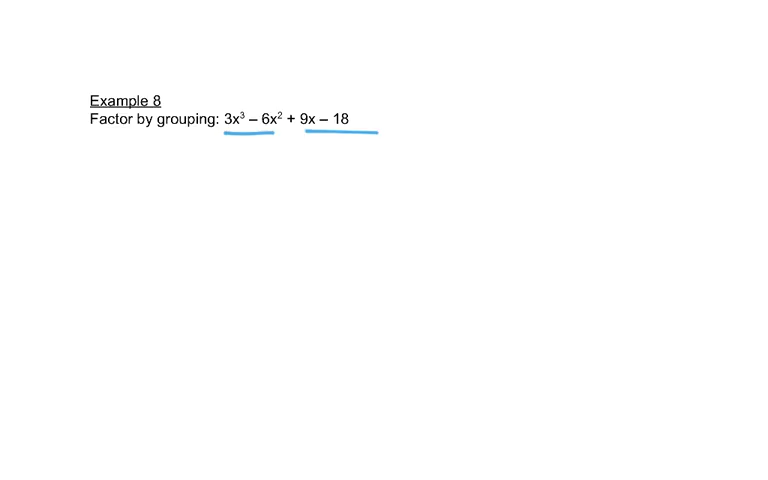 Example 8
Factor by grouping: 3x³ – 6x² + 9x – 18